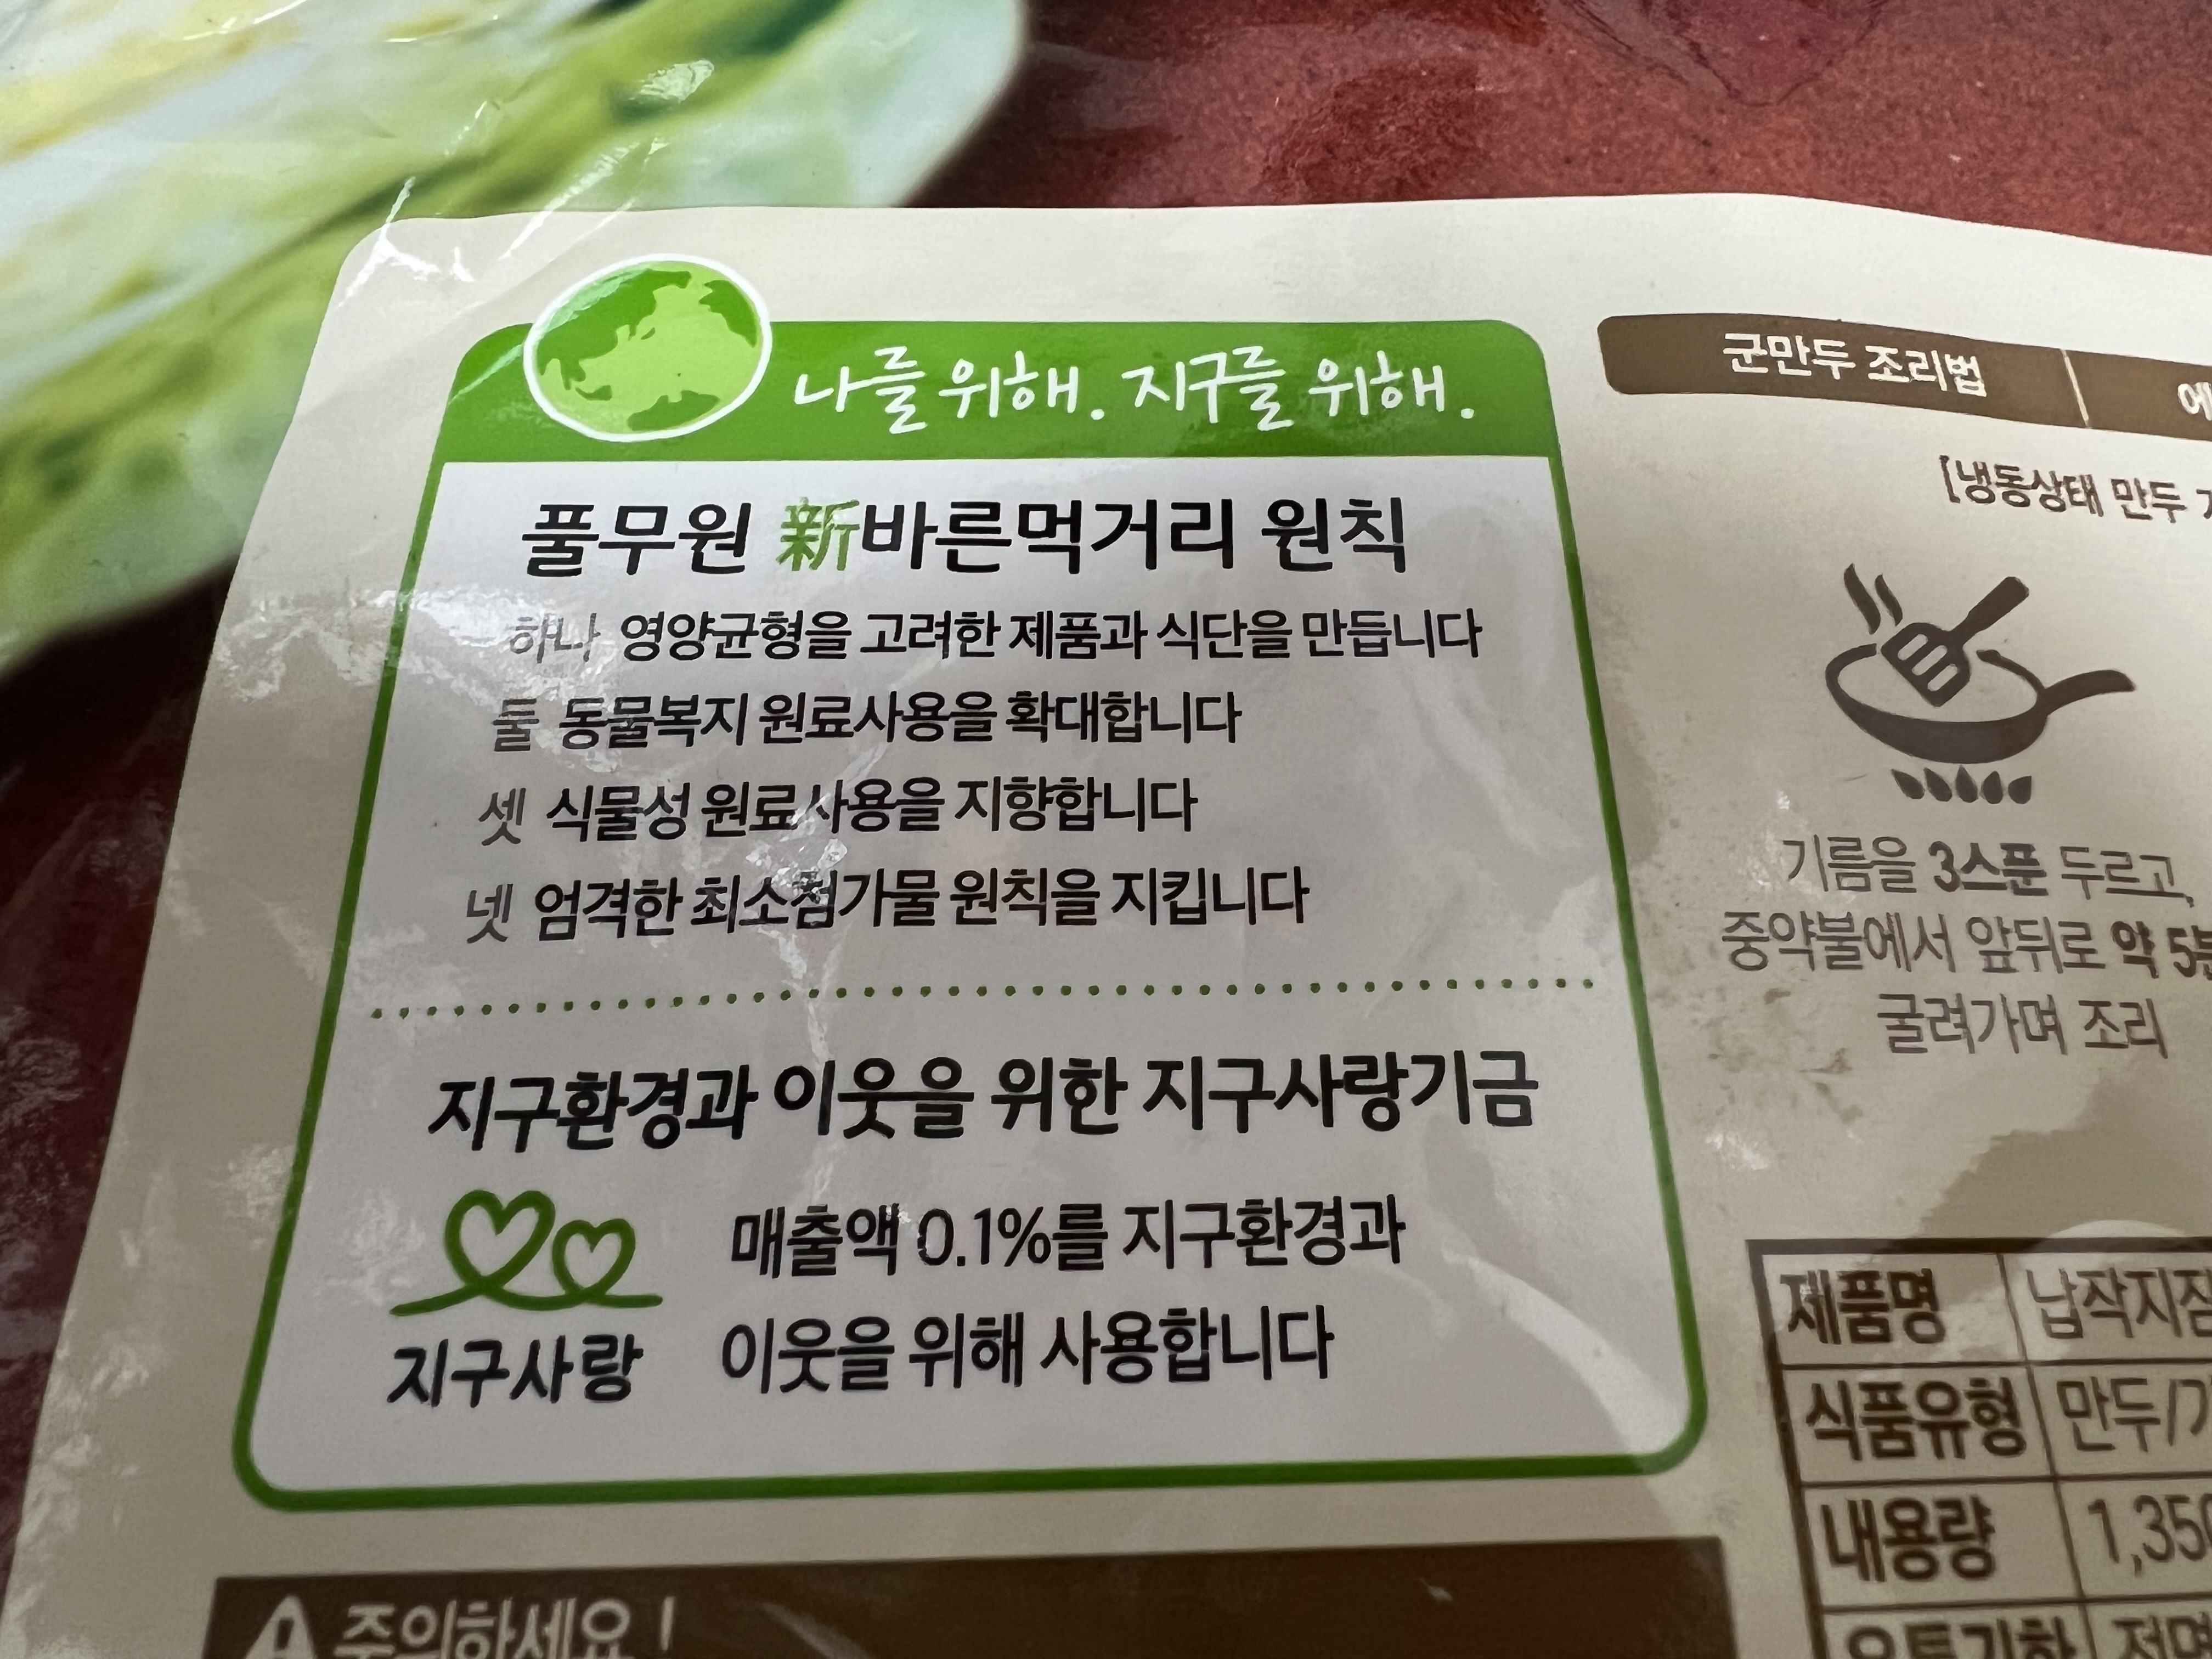 나를 위해. 지구를 위해.
풀무원 新바른먹거리 원칙
하나 영양균형을 고려한 제품과 식단을 만듭니다
둘 동물복지 원료사용을 확대합니다
셋 식물성 원료사용을 지향합니다
넷 엄격한 최소첨가물 원칙을 지킵니다
지구환경과 이웃을 위한 지구사랑기금
지구사랑
매출액 0.1%를 지구환경과
이웃을 위해 사용합니다
주의하세요!
군만두 조리법
[냉동상태 만두
기름을 3스푼 두르고,
중약불에서 앞뒤로 약 5분
굴려가며 조리
제품명
식품유형 만두/
내용량 1,350